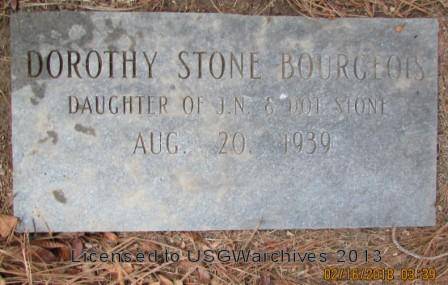 DOROTHY STONE BOURGEOIS
DAUGHTER OF J.N. & DOT STONE
AUG. 20. 1939
Licensed to USGWarchives 2013
02/16/2018 03:39